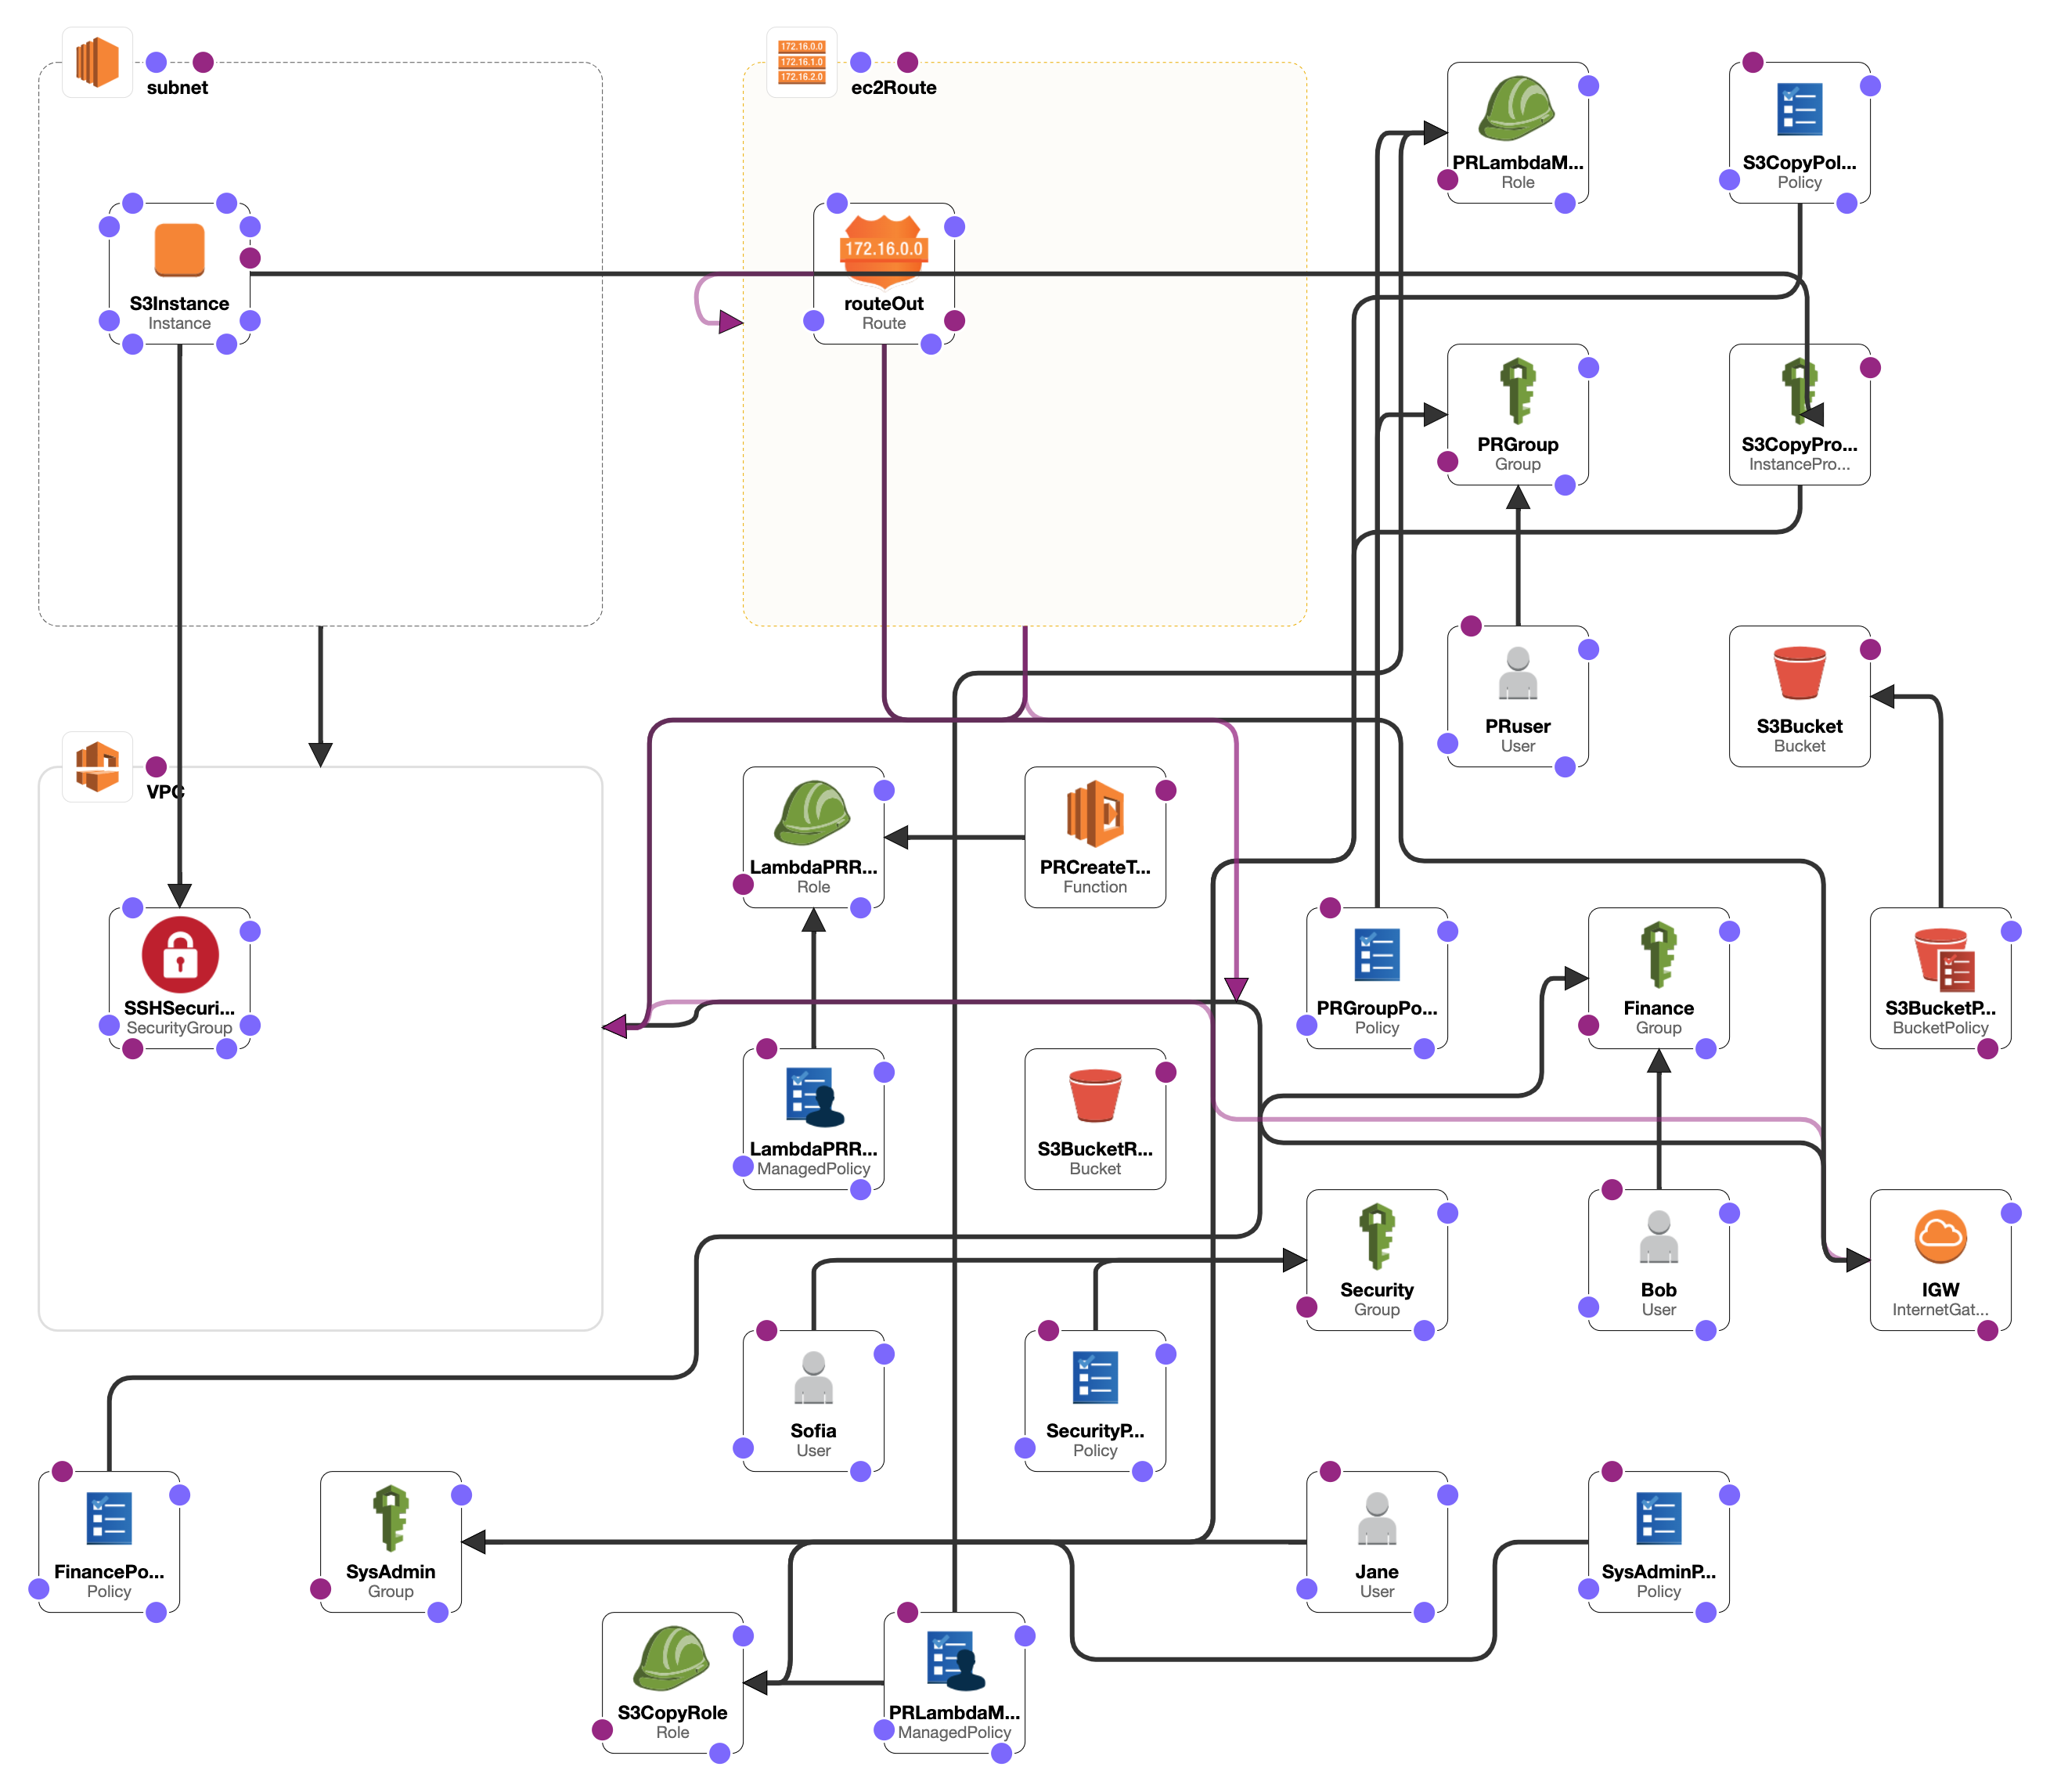 subnet
172.16.0.0
172.16.1.0
172.16.2.0
ec2Route
PRLambdaM...
Role
S3CopyPol...
Policy
S3Instance
Instance
172.16.0.0
routeOut
Route
PRGroup
Group
S3CopyPro...
InstancePro...
PRuser
User
S3Bucket
Bucket
VPC
LambdaPRR...
Role
PRCreateT...
Function
SSHSecuri...
SecurityGroup
PRGroupPo...
Policy
Finance
Group
S3BucketP...
BucketPolicy
LambdaPRR...
ManagedPolicy
S3BucketR...
Bucket
Security
Group
Bob
User
IGW
InternetGat...
Sofia
User
SecurityP...
Policy
FinancePo...
Policy
SysAdmin
Group
Jane
User
SysAdminP...
Policy
S3CopyRole
Role
PRLambdaM...
ManagedPolicy